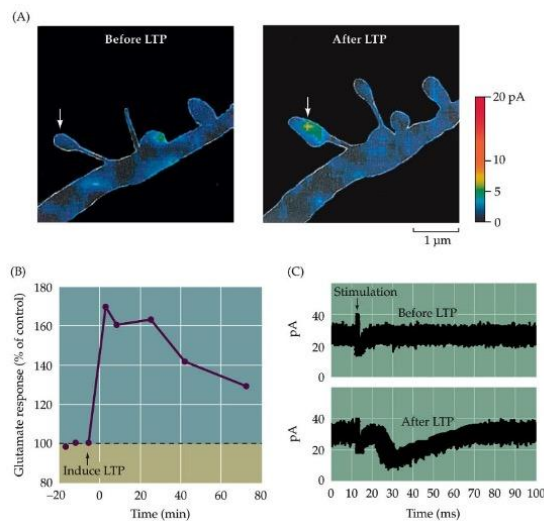 (A)
Before LTP
After LTP
20 pA
10
5
0
1 µm
(B)
Glutamate response (% of control)
180
160
140
120
100
80
Induce LTP
−20
0
20
40
60
80
Time (min)
(C)
Stimulation
Before LTP
pA
40
20
0
After LTP
pA
40
20
0
0 10 20 30 40 50 60 70 80 90 100
Time (ms)